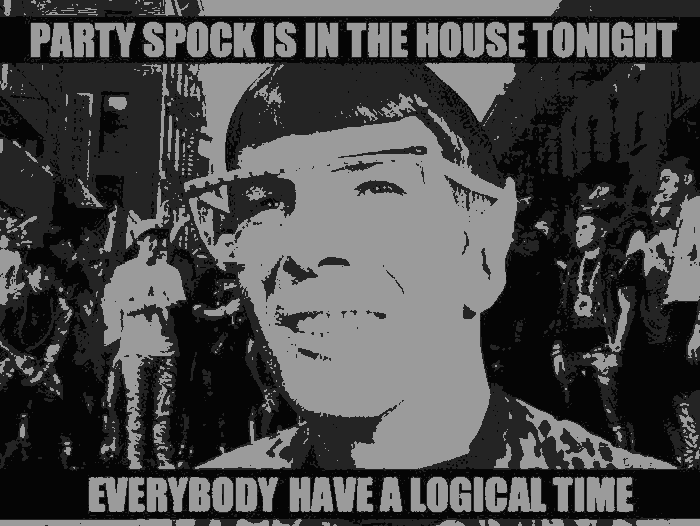 PARTY SPOCK IS IN THE HOUSE TONIGHT
EVERYBODY HAVE A LOGICAL TIME